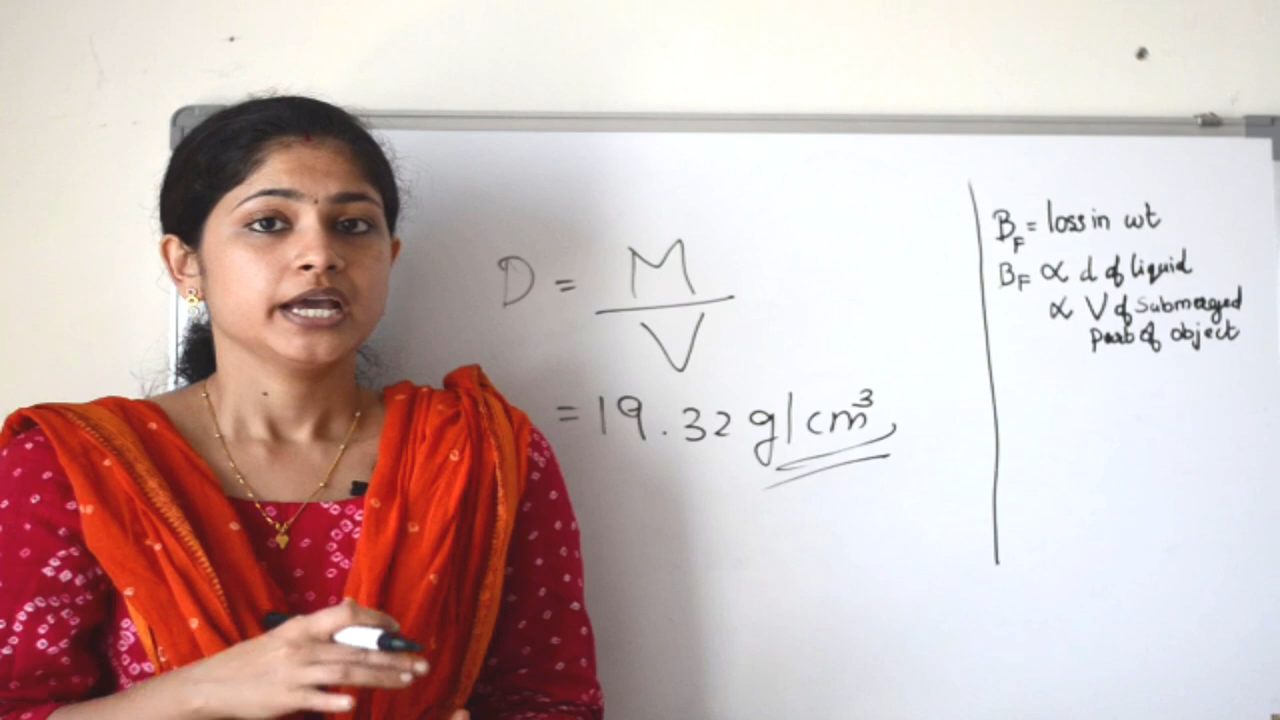 D = M / V
= 19.32 g/cm³
B_F = loss in wt
B_F ∝ d of liquid
∝ V of Submerged
part of object